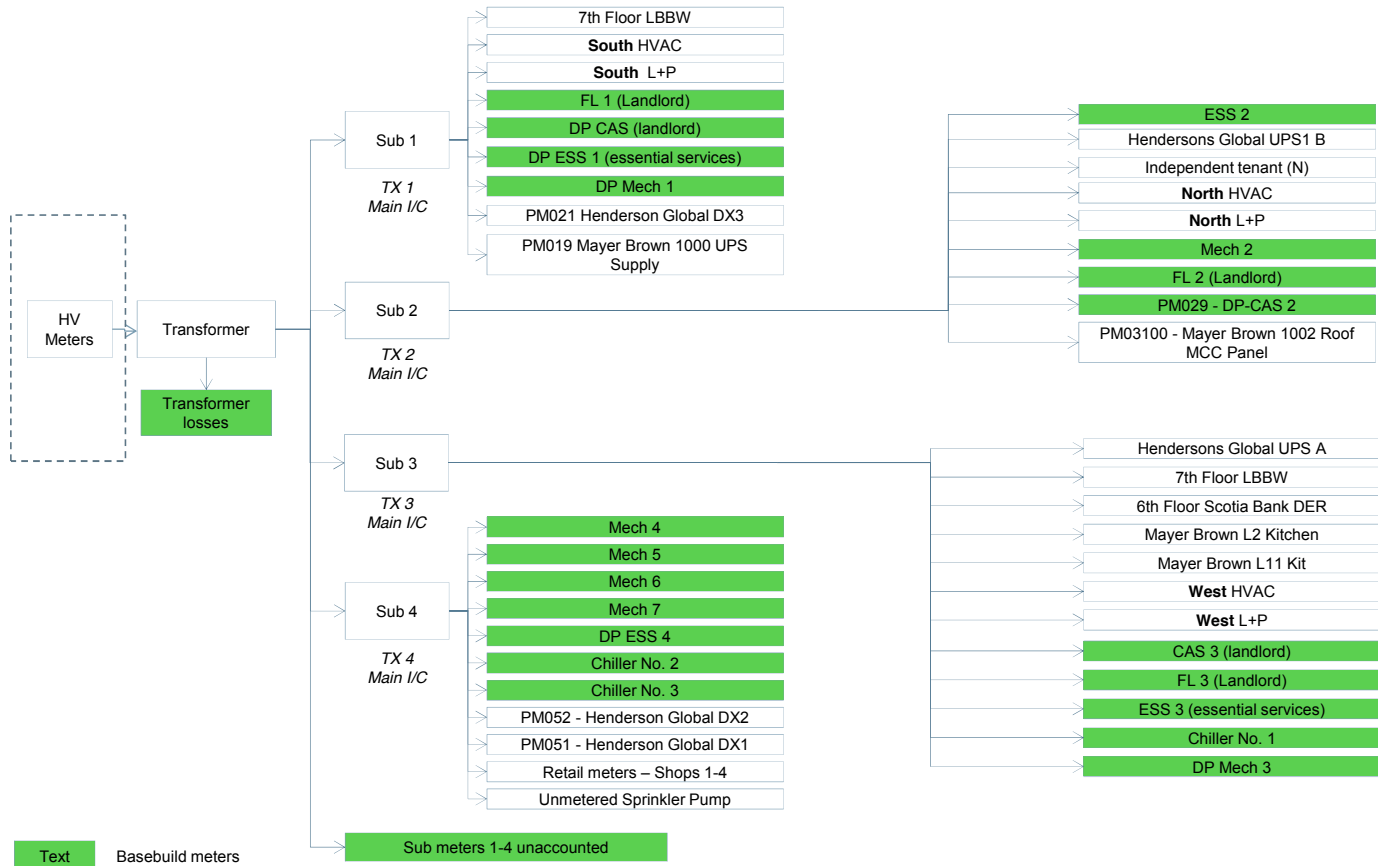 HV
Meters
Transformer
Transformer
losses
Sub 1
TX 1
Main I/C
7th Floor LBBW
South HVAC
South L+P
FL 1 (Landlord)
DP CAS (landlord)
DP ESS 1 (essential services)
DP Mech 1
PM021 Henderson Global DX3
PM019 Mayer Brown 1000 UPS
Supply
Sub 2
TX 2
Main I/C
ESS 2
Hendersons Global UPS1 B
Independent tenant (N)
North HVAC
North L+P
Mech 2
FL 2 (Landlord)
PM029 - DP-CAS 2
PM03100 - Mayer Brown 1002 Roof
MCC Panel
Sub 3
TX 3
Main I/C
Hendersons Global UPS A
7th Floor LBBW
6th Floor Scotia Bank DER
Mayer Brown L2 Kitchen
Mayer Brown L11 Kit
West HVAC
West L+P
CAS 3 (landlord)
FL 3 (Landlord)
ESS 3 (essential services)
Chiller No. 1
DP Mech 3
Sub 4
TX 4
Main I/C
Mech 4
Mech 5
Mech 6
Mech 7
DP ESS 4
Chiller No. 2
Chiller No. 3
PM052 - Henderson Global DX2
PM051 - Henderson Global DX1
Retail meters – Shops 1-4
Unmetered Sprinkler Pump
Sub meters 1-4 unaccounted
Text
Basebuild meters